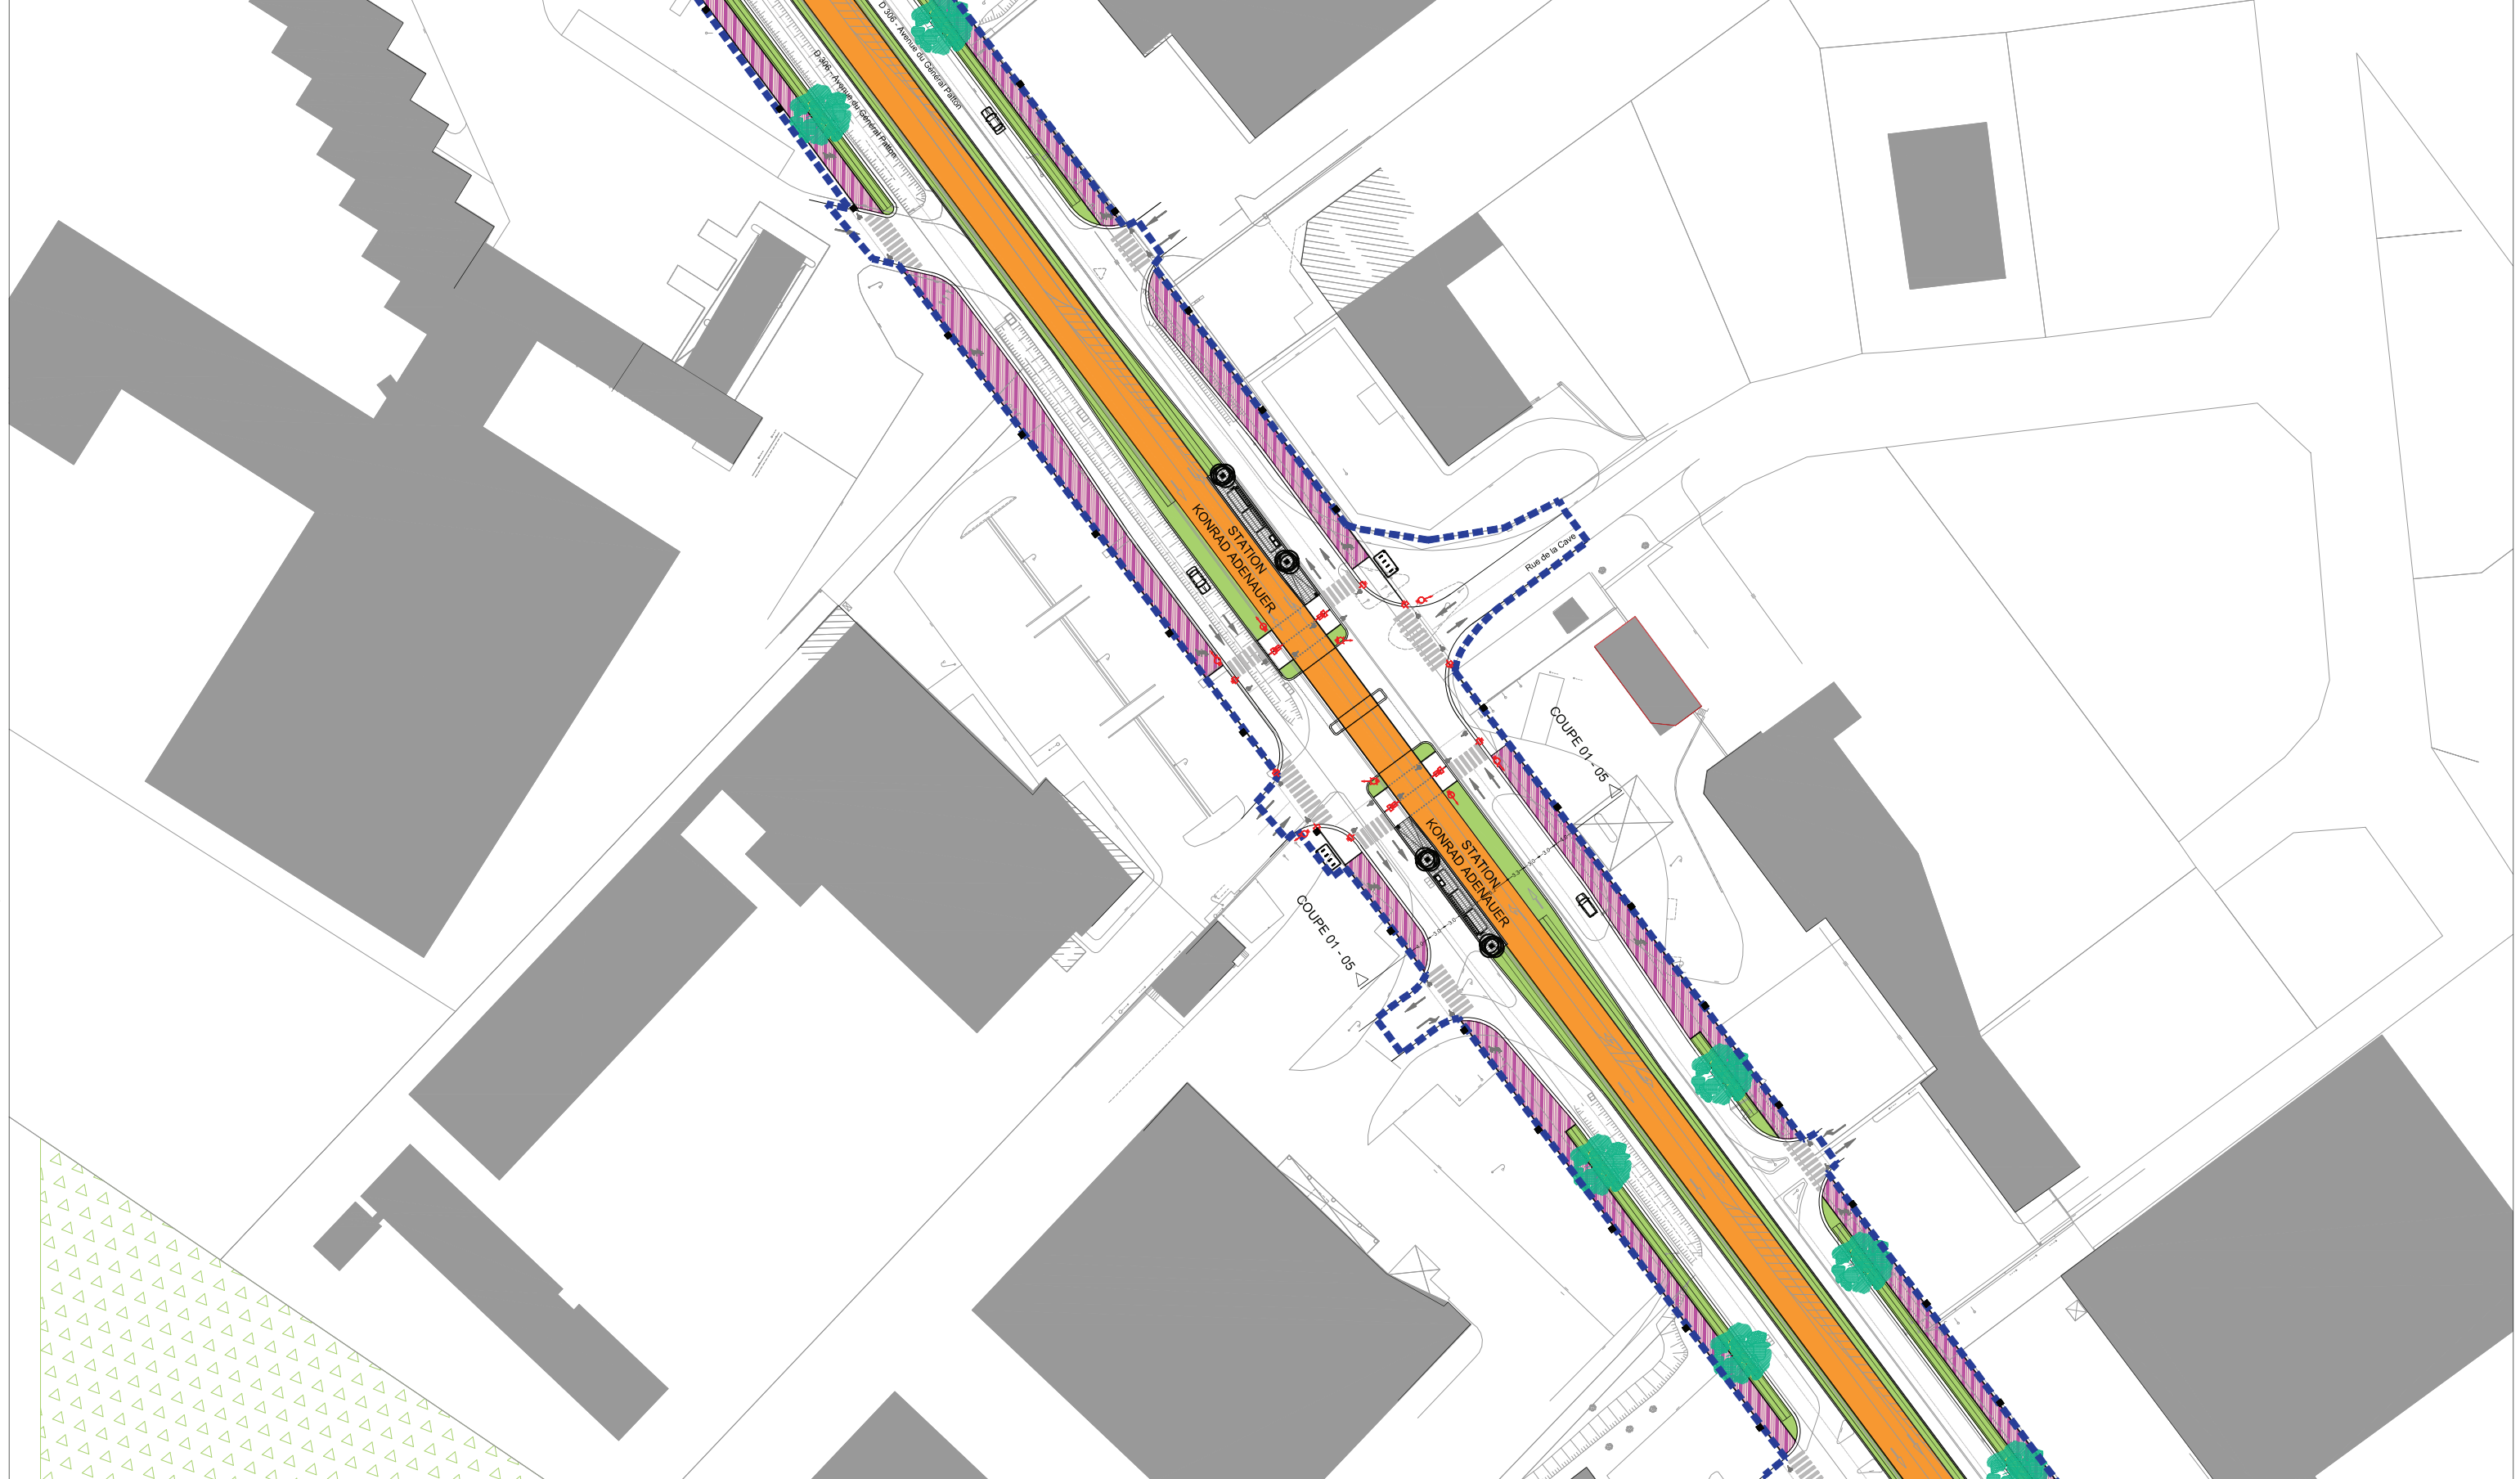 D 306 - Avenue du Général Patton
D 306 - Avenue du Général Patton
STATION
KONRAD ADENAUER
Rue de la Cave
COUPE 01 - 05
STATION
KONRAD ADENAUER
COUPE 01 - 05